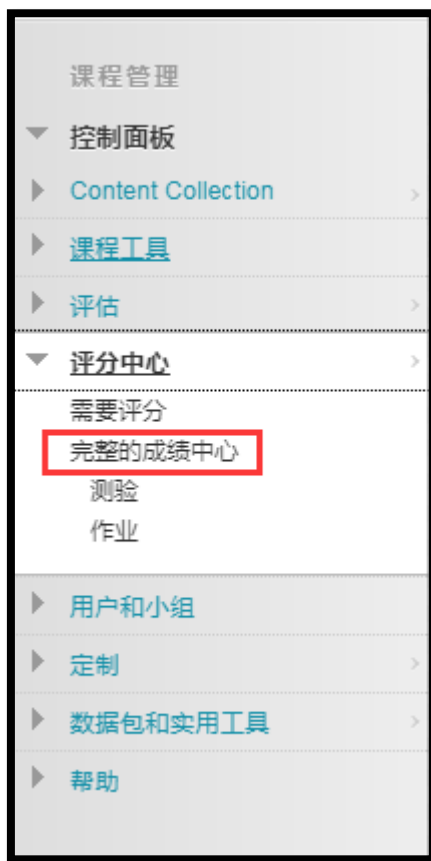 课程管理
控制面板
Content Collection
课程工具
评估
评分中心
需要评分
完整的成绩中心
测验
作业
用户和小组
定制
数据包和实用工具
帮助